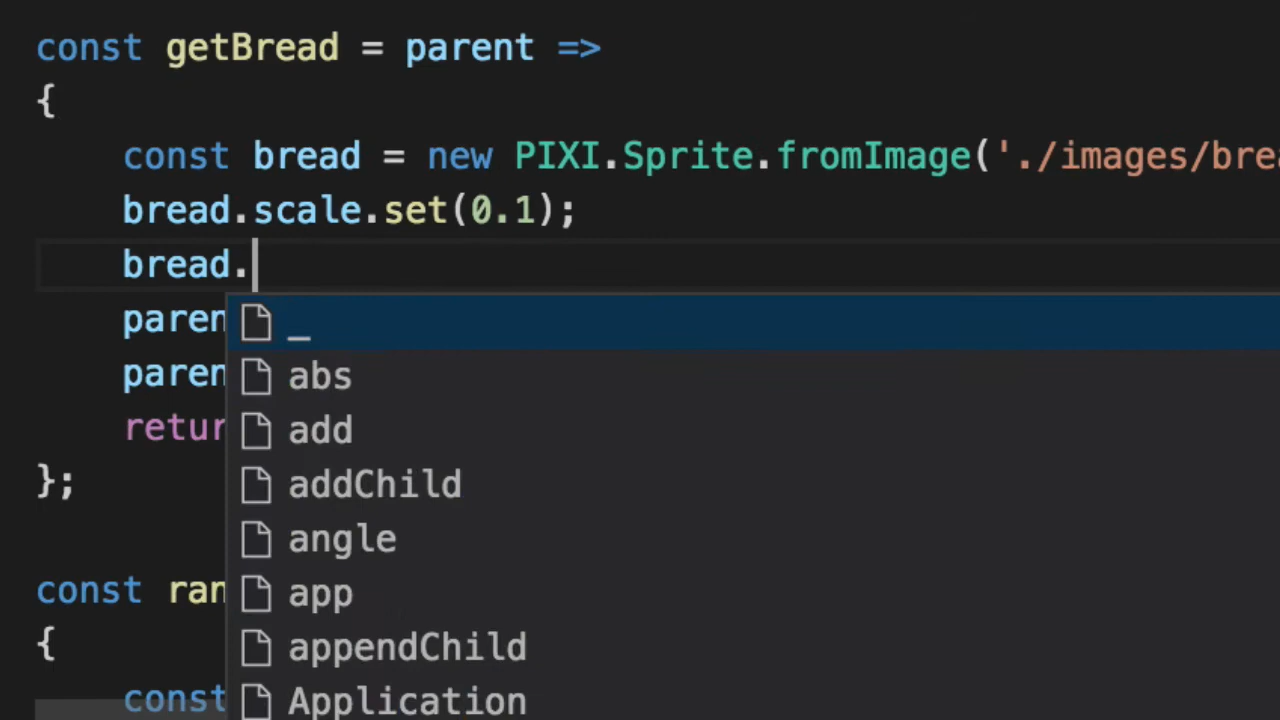 const getBread = parent =>
{
const bread = new PIXI.Sprite.fromImage('./images/bre
bread.scale.set(0.1);
bread.
paren
_
abs
paren
add
retur
addChild
};
angle
const ran
app
{
appendChild
const
Application